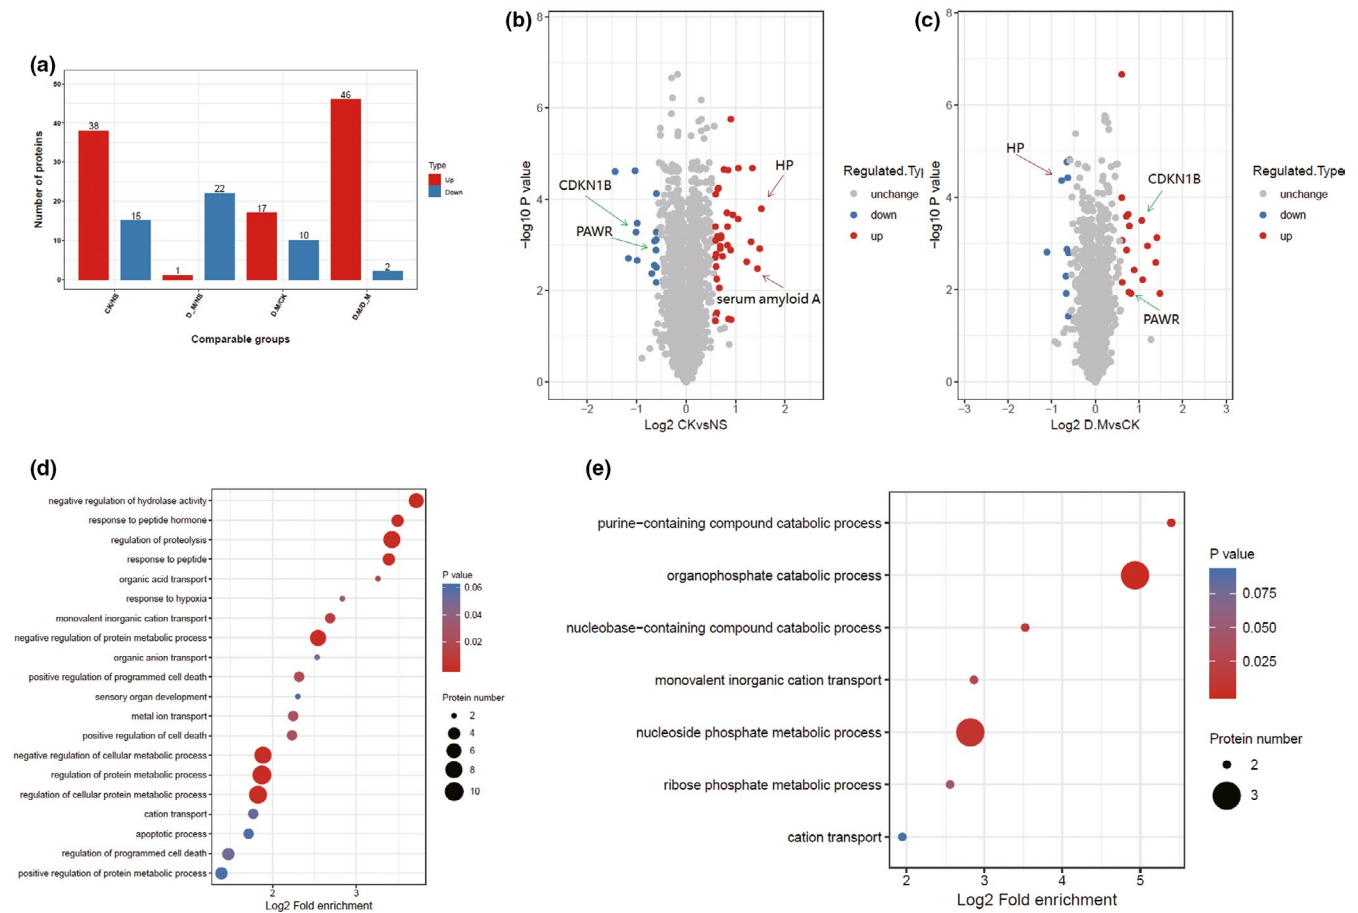 (a)
Number of proteins
50
40
30
20
10
0
38
15
1
22
17
10
46
2
CK/NS
D_M/NS
D.M/CK
D.M/D_M
Comparable groups
Type
Up
Down
(b)
−log10 P value
8
6
4
2
0
CDKN1B
PAWR
HP
serum amyloid A
−2
−1
0
1
2
Log2 CKvsNS
Regulated.Ty
unchange
down
up
(c)
−log10 P value
8
6
4
2
0
HP
CDKN1B
PAWR
−3
−2
−1
0
1
2
3
Log2 D.MvsCK
Regulated.Type
unchange
down
up
(d)
negative regulation of hydrolase activity
response to peptide hormone
regulation of proteolysis
response to peptide
organic acid transport
response to hypoxia
monovalent inorganic cation transport
negative regulation of protein metabolic process
organic anion transport
positive regulation of programmed cell death
sensory organ development
metal ion transport
positive regulation of cell death
negative regulation of cellular metabolic process
regulation of protein metabolic process
regulation of cellular protein metabolic process
cation transport
apoptotic process
regulation of programmed cell death
positive regulation of protein metabolic process
2
3
Log2 Fold enrichment
P value
0.06
0.04
0.02
Protein number
2
4
6
8
10
(e)
purine−containing compound catabolic process
organophosphate catabolic process
nucleobase−containing compound catabolic process
monovalent inorganic cation transport
nucleoside phosphate metabolic process
ribose phosphate metabolic process
cation transport
2
3
4
5
Log2 Fold enrichment
P value
0.075
0.050
0.025
Protein number
2
3